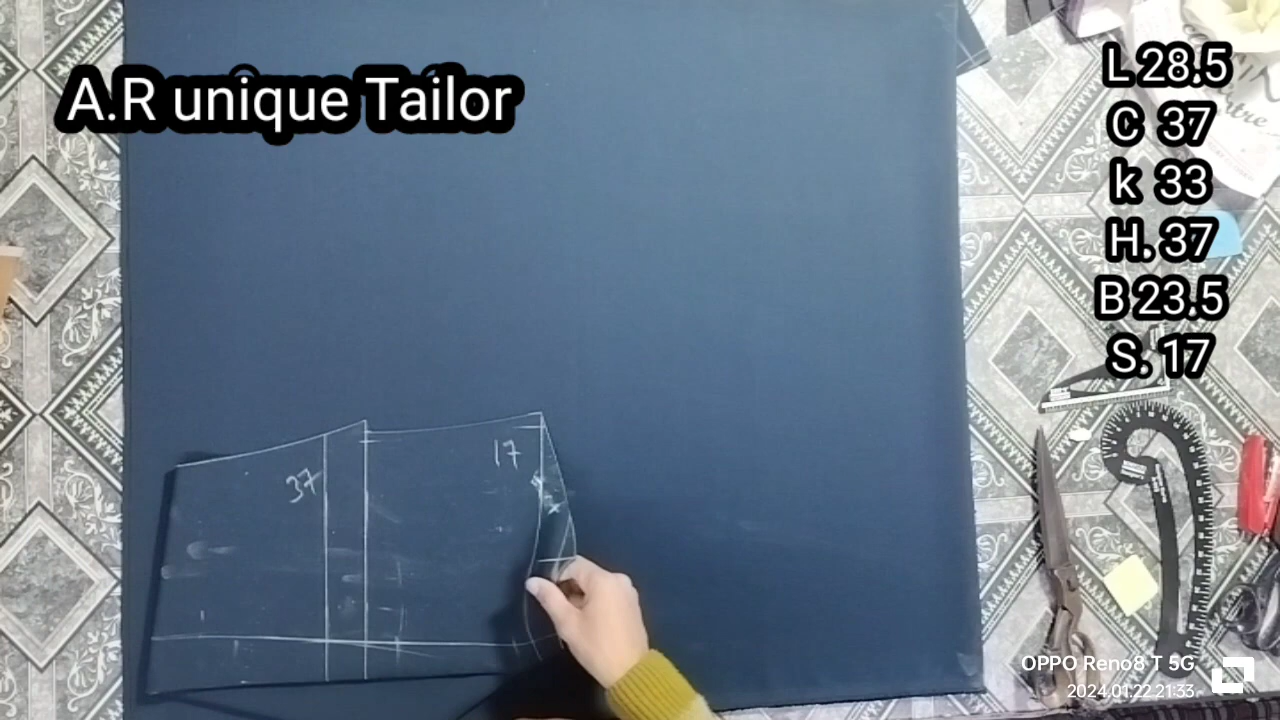 A.R unique Tailor
L 28.5
C 37
k 33
H. 37
B 23.5
S. 17
17
37
OPPO Reno8 T 5G
2024.01.22 21:33